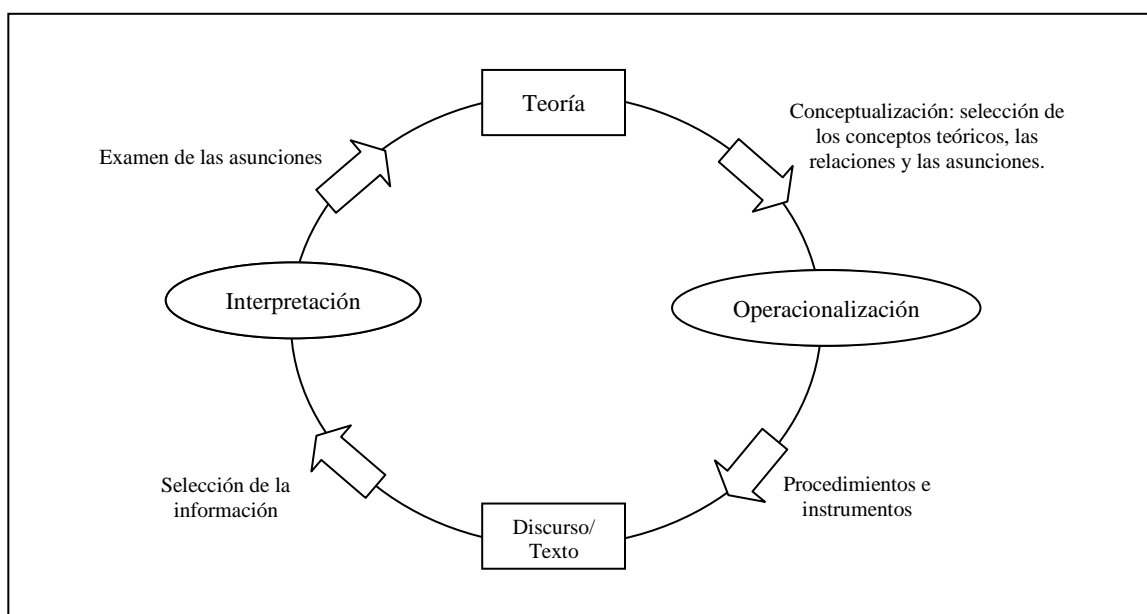 Teoría
Conceptualización: selección de
los conceptos teóricos, las
relaciones y las asunciones.
Examen de las asunciones
Interpretación
Operacionalización
Selección de la
información
Discurso/
Texto
Procedimientos e
instrumentos